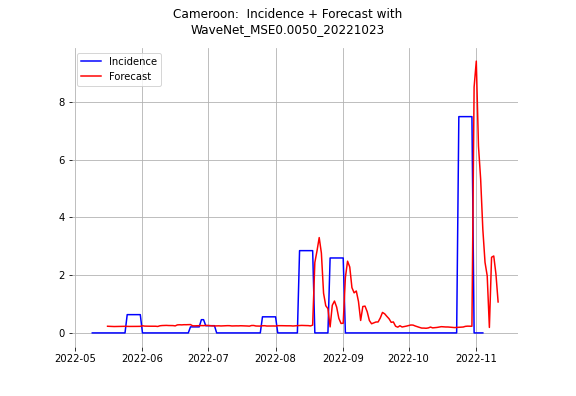 Cameroon:  Incidence + Forecast with
WaveNet_MSE0.0050_20221023
Incidence
Forecast
8
6
4
2
0
2022-05 2022-06 2022-07 2022-08 2022-09 2022-10 2022-11